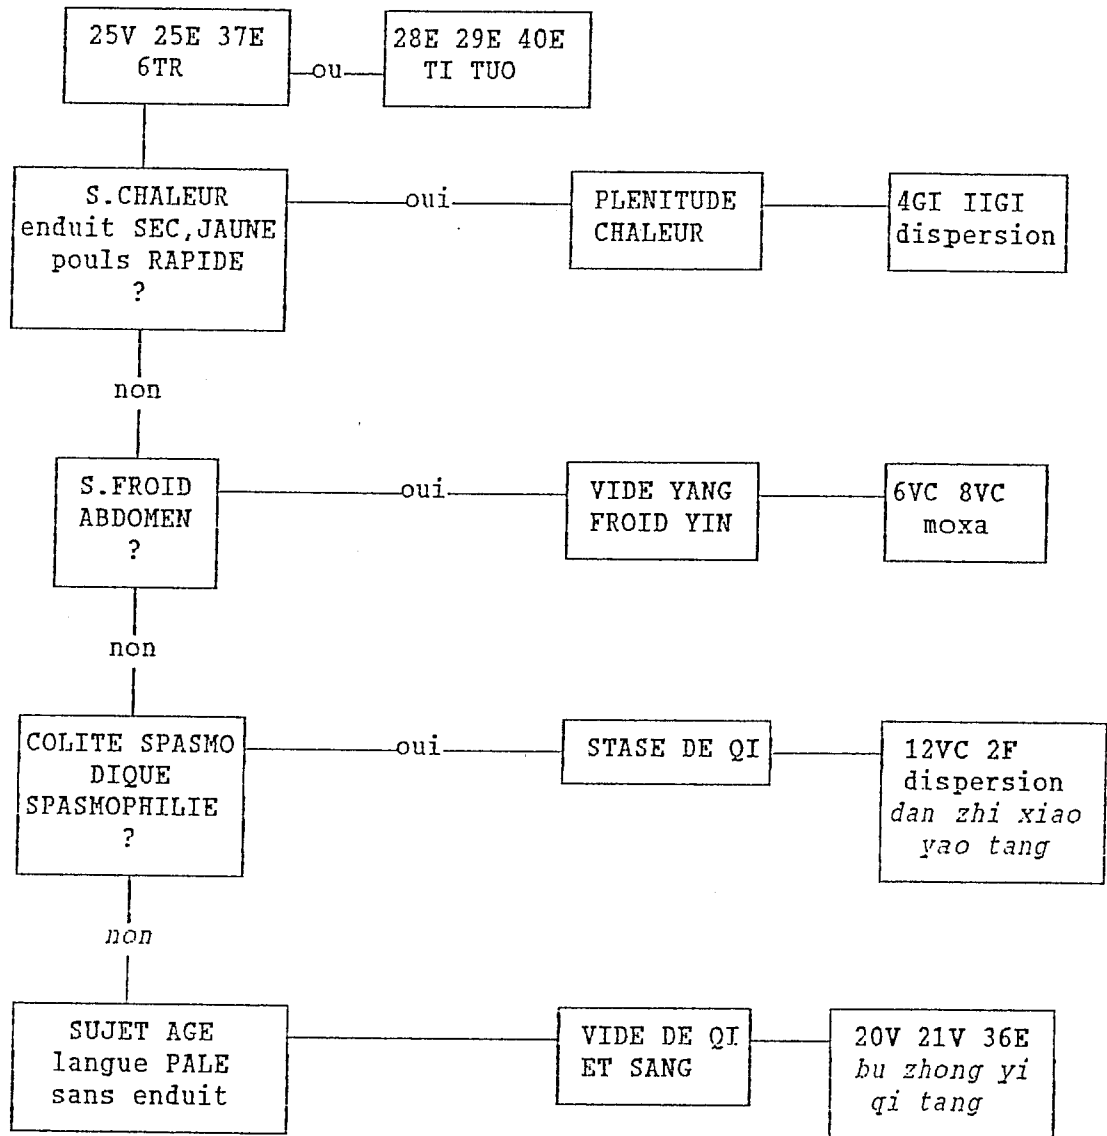 25V 25E 37E
6TR
ou
28E 29E 40E
TI TUO
S.CHALEUR
enduit SEC,JAUNE
pouls RAPIDE
?
oui
PLENITUDE
CHALEUR
4GI IIGI
dispersion
non
S.FROID
ABDOMEN
?
oui
VIDE YANG
FROID YIN
6VC 8VC
moxa
non
COLITE SPASMO
DIQUE
SPASMOPHILIE
?
oui
STASE DE QI
12VC 2F
dispersion
dan zhi xiao
yao tang
non
SUJET AGE
langue PALE
sans enduit
VIDE DE QI
ET SANG
20V 21V 36E
bu zhong yi
qi tang